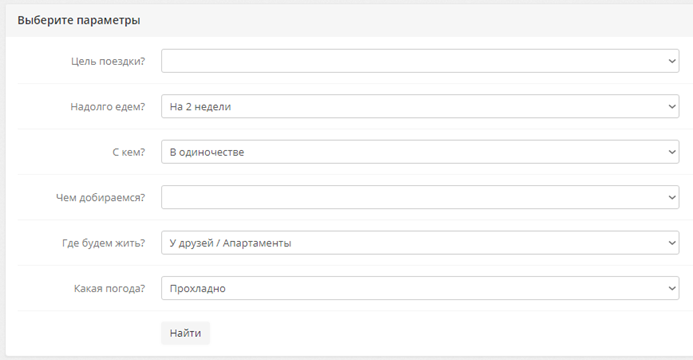 Выберите параметры
Цель поездки?
Надолго едем? На 2 недели
С кем? В одиночестве
Чем добираемся?
Где будем жить? У друзей / Апартаменты
Какая погода? Прохладно
Найти